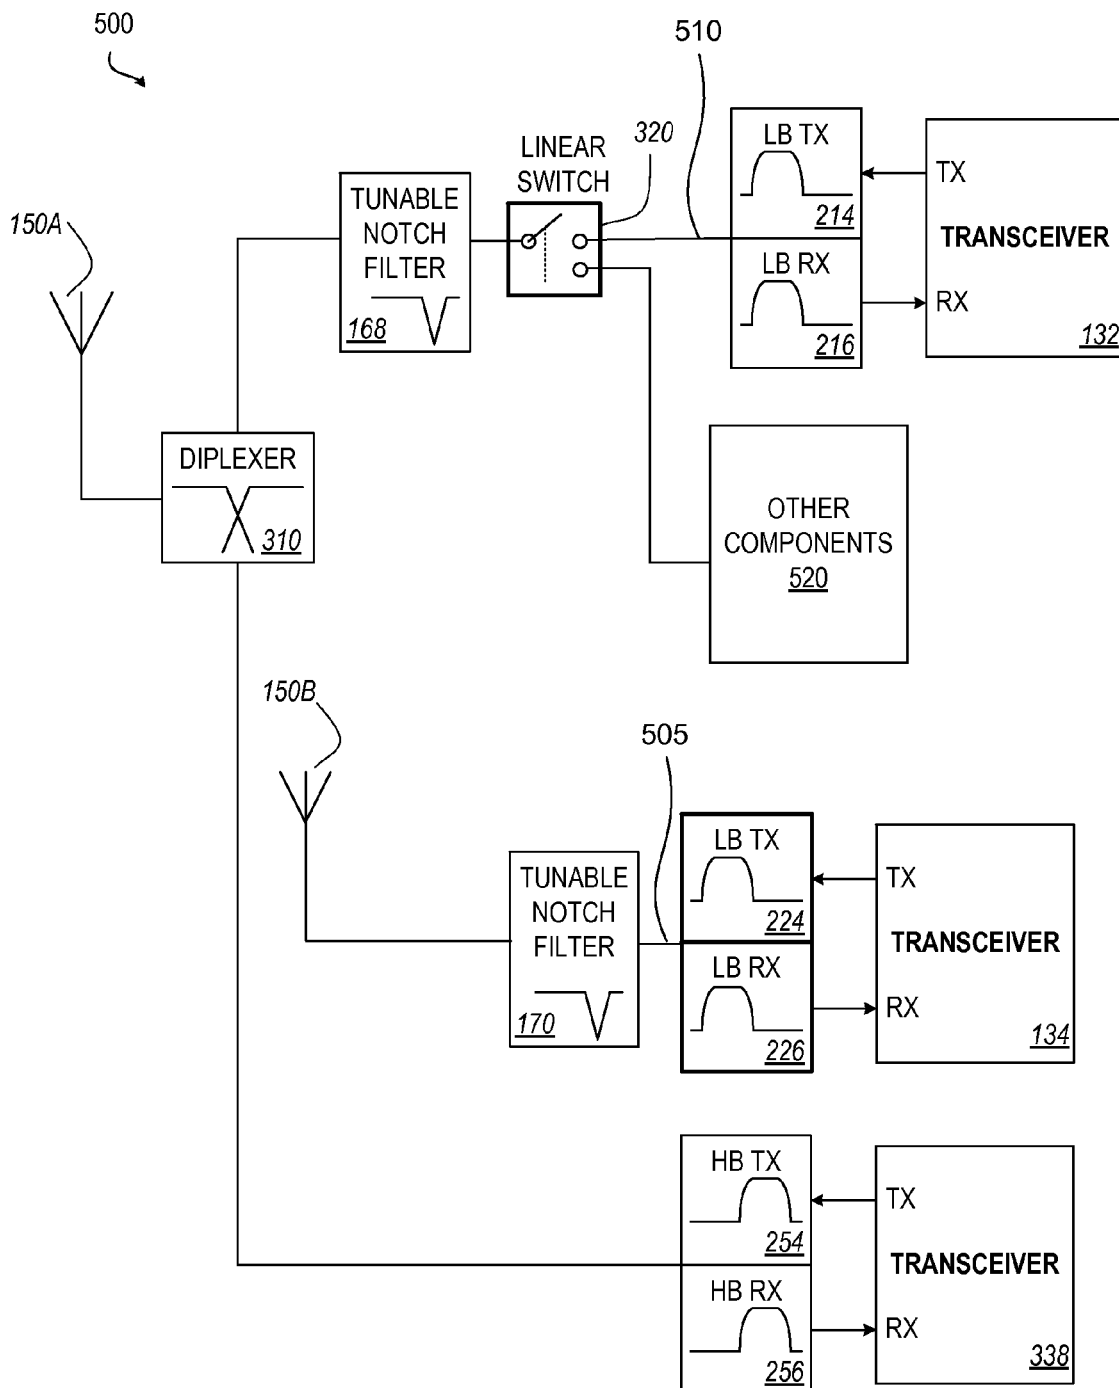 500
510
150A
TUNABLE
NOTCH
FILTER
168
LINEAR
SWITCH
320
LB TX
214
LB RX
216
TX
TRANSCEIVER
RX
132
DIPLEXER
310
OTHER
COMPONENTS
520
150B
505
TUNABLE
NOTCH
FILTER
170
LB TX
224
LB RX
226
TX
TRANSCEIVER
RX
134
HB TX
254
HB RX
256
TX
TRANSCEIVER
RX
338